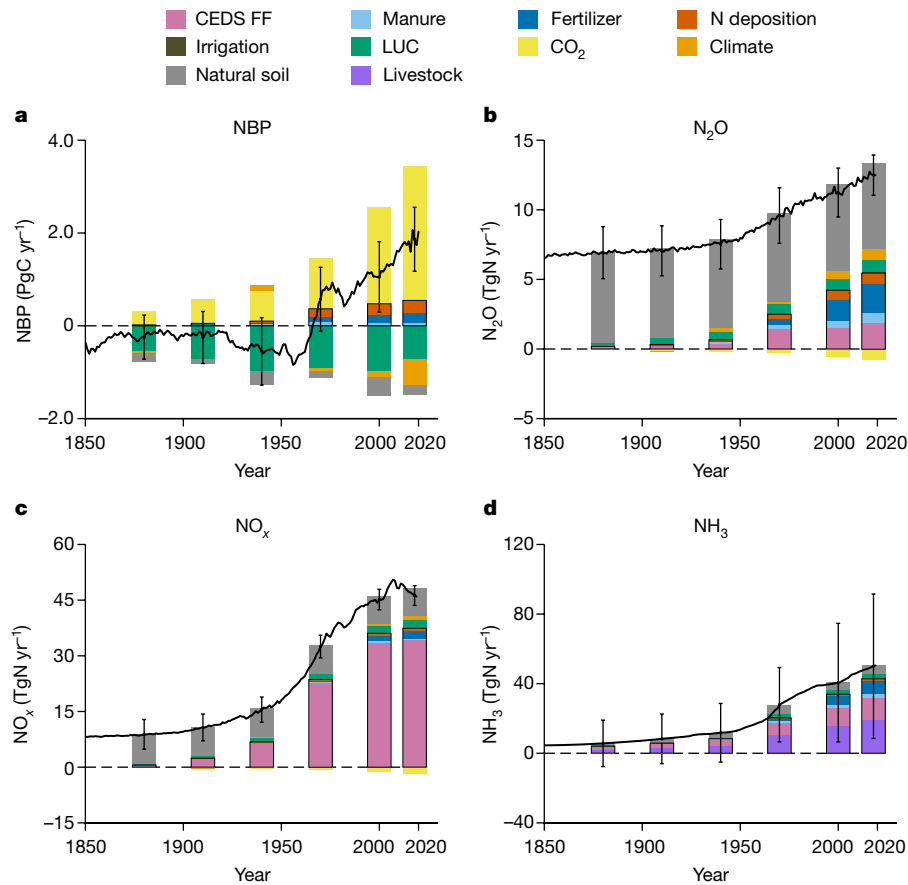 CEDS FF Manure Fertilizer N deposition
Irrigation LUC CO₂ Climate
Natural soil Livestock
a NBP
4.0
2.0
0
−2.0
NBP (PgC yr⁻¹)
1850 1900 1950 2000 2020
Year
b N₂O
15
10
5
0
−5
N₂O (TgN yr⁻¹)
1850 1900 1950 2000 2020
Year
c NOₓ
60
45
30
15
0
−15
NOₓ (TgN yr⁻¹)
1850 1900 1950 2000 2020
Year
d NH₃
120
80
40
0
−40
NH₃ (TgN yr⁻¹)
1850 1900 1950 2000 2020
Year